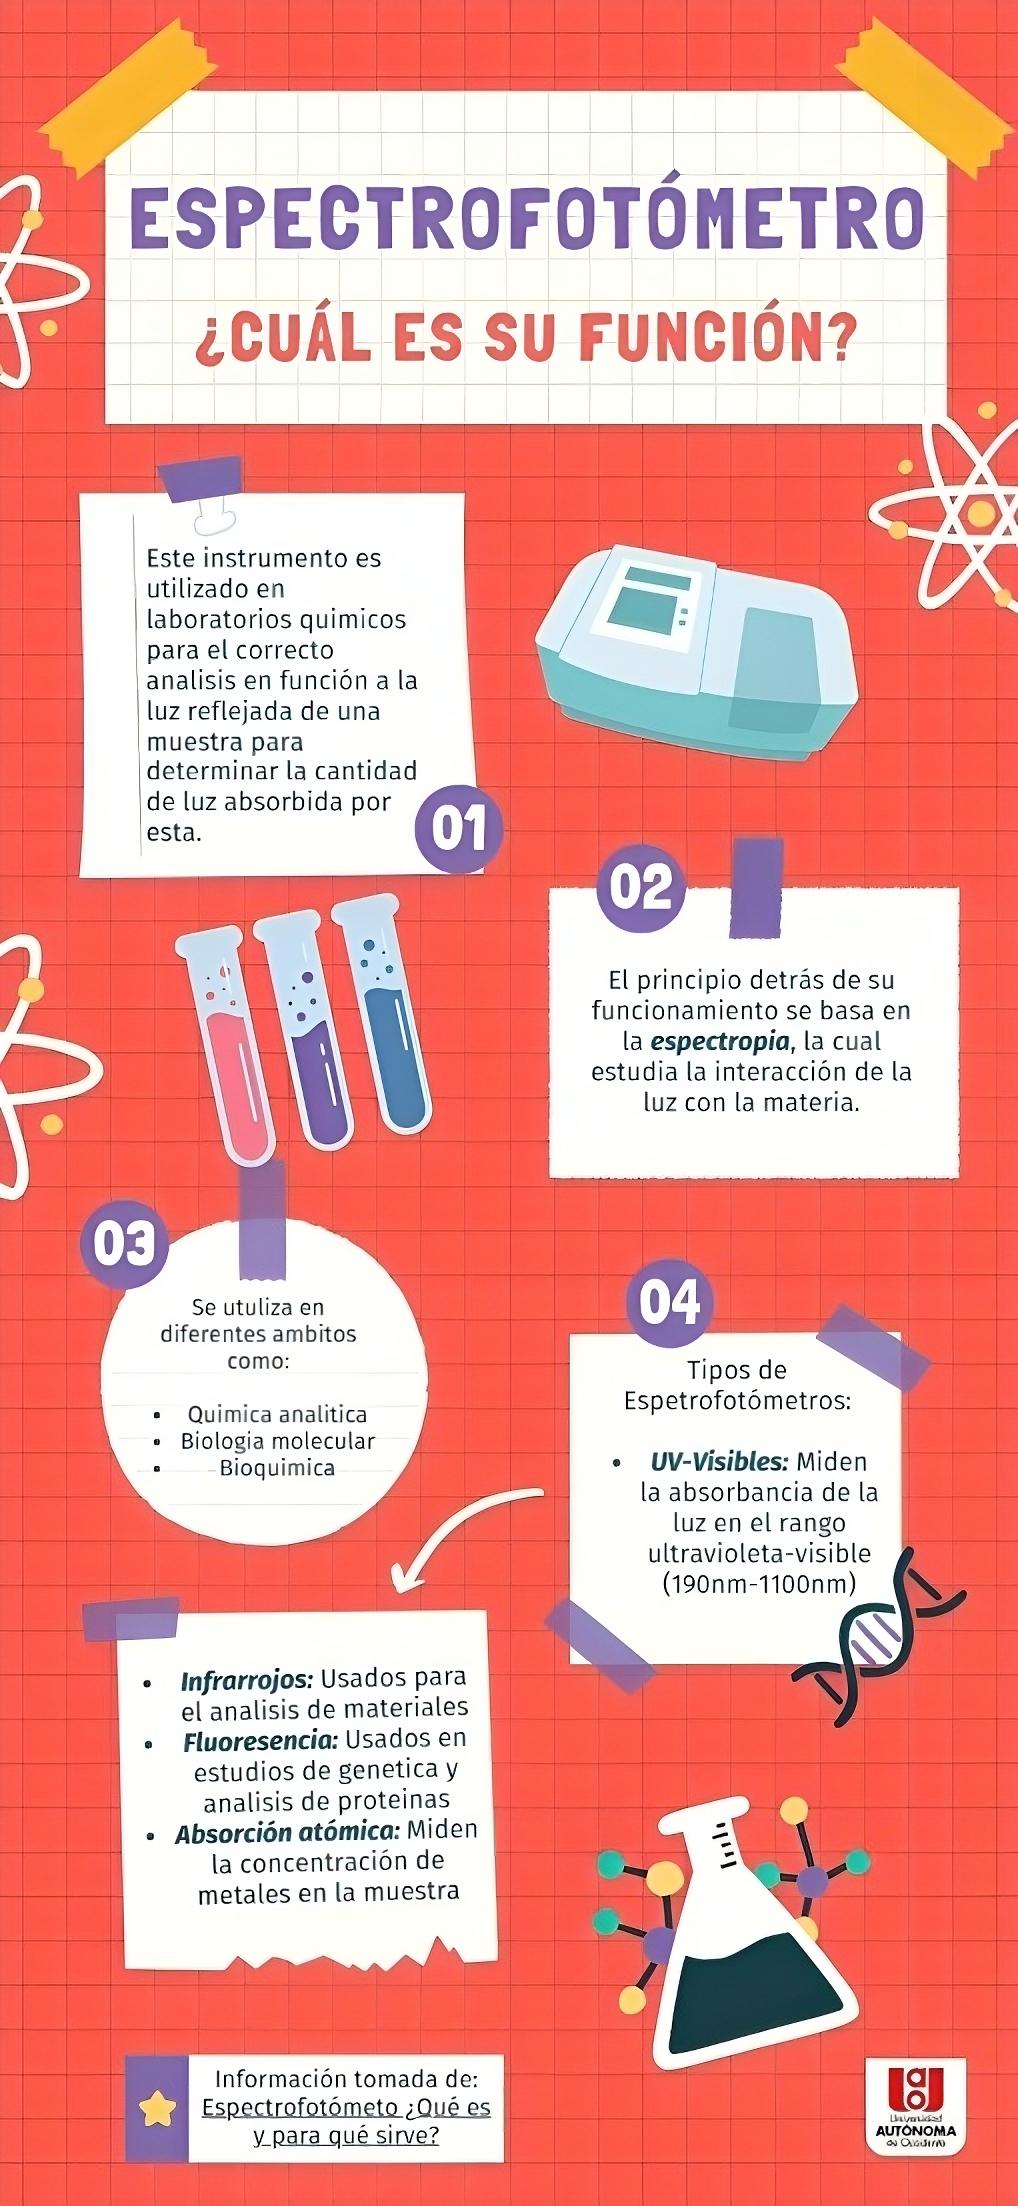 ESPECTROFOTÓMETRO
¿CUÁL ES SU FUNCIÓN?
Este instrumento es
utilizado en
laboratorios quimicos
para el correcto
analisis en función a la
luz reflejada de una
muestra para
determinar la cantidad
de luz absorbida por
esta.
01
02
El principio detrás de su
funcionamiento se basa en
la espectropia, la cual
estudia la interacción de la
luz con la materia.
03
Se utuliza en
diferentes ambitos
como:
• Quimica analitica
• Biologia molecular
• Bioquimica
04
Tipos de
Espetrofotómetros:
• UV-Visibles: Miden
la absorbancia de la
luz en el rango
ultravioleta-visible
(190nm-1100nm)
• Infrarrojos: Usados para
el analisis de materiales
• Fluoresencia: Usados en
estudios de genetica y
analisis de proteinas
• Absorción atómica: Miden
la concentración de
metales en la muestra
Información tomada de:
Espectrofotómeto ¿Qué es
y para qué sirve?
Universidad
AUTÓNOMA
de